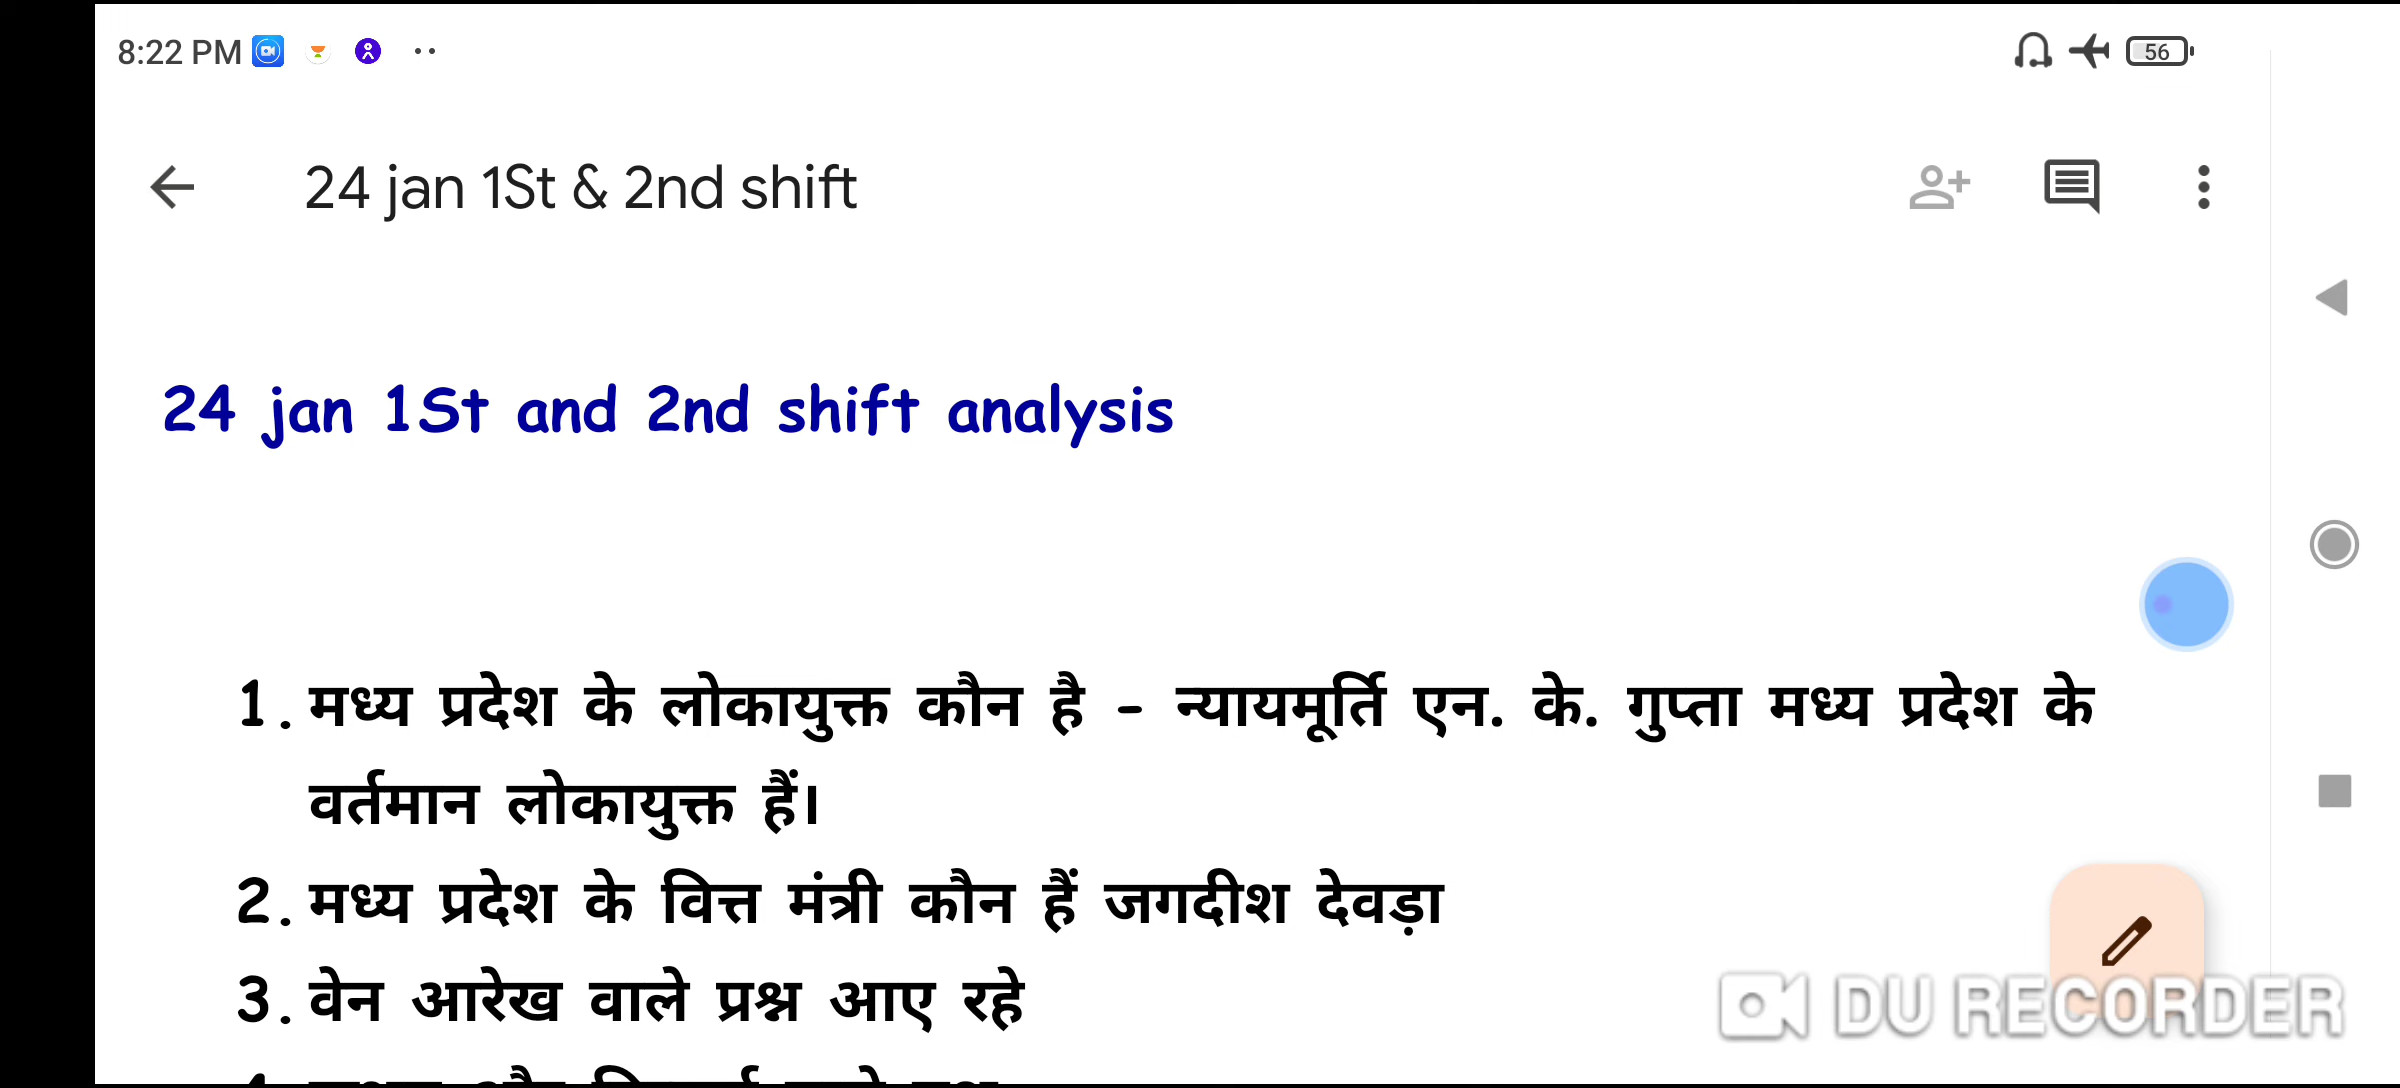 8:22 PM
56
24 jan 1St & 2nd shift
24 jan 1St and 2nd shift analysis
1. मध्य प्रदेश के लोकायुक्त कौन है - न्यायमूर्ति एन. के. गुप्ता मध्य प्रदेश के
वर्तमान लोकायुक्त हैं।
2. मध्य प्रदेश के वित्त मंत्री कौन हैं जगदीश देवड़ा
3. वेन आरेख वाले प्रश्न आए रहे
DU RECORDER